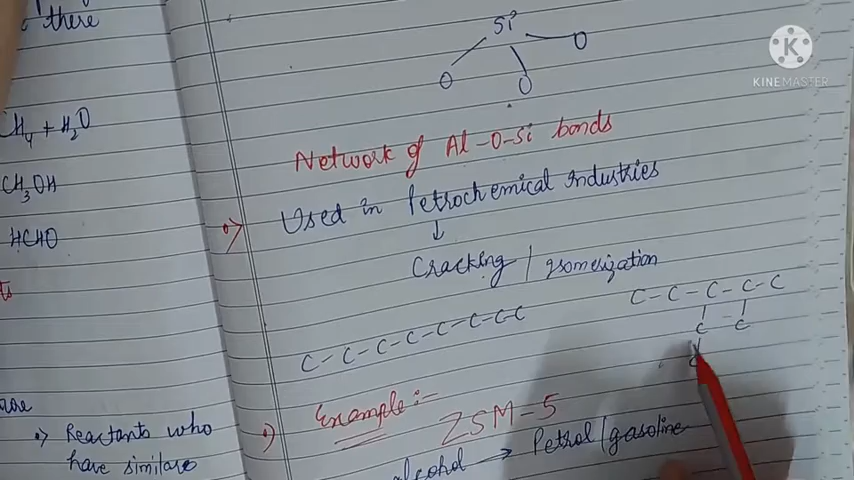 there
CH4 + H2O
CH3OH
HCHO
Si
O O O
K
KINEMASTER
Network of Al-O-Si bonds
Used in Petrochemical Industries
↓
Cracking / Isomerization
C-C-C-C-C-C-C
C-C-C-C-C
C C
C
Example:-
ZSM-5
alcohol → Petrol/gasoline
Reactants who
have similar